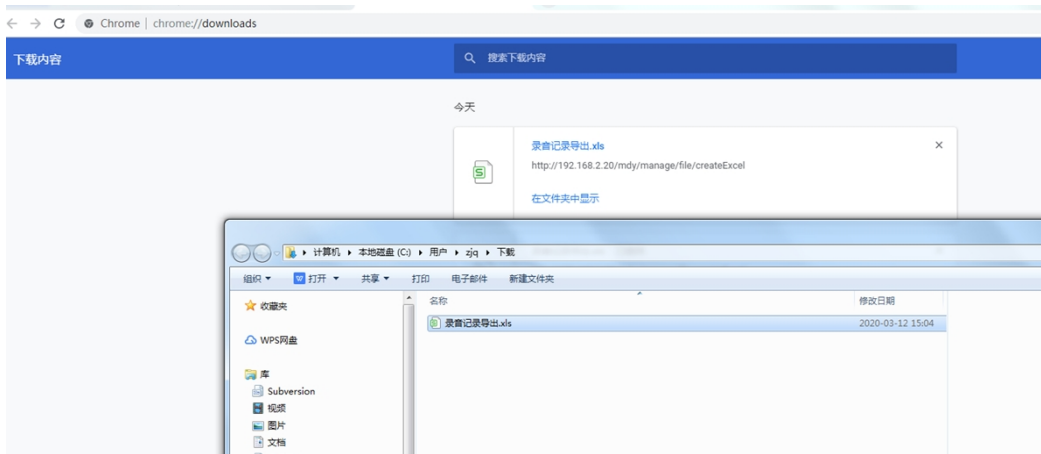 Chrome | chrome://downloads
下载内容
搜索下载内容
今天
录音记录导出.xls
http://192.168.2.20/mdy/manage/file/createExcel
在文件夹中显示
计算机 本地磁盘 (C:) 用户 zjq 下载
组织 打开 共享 打印 电子邮件 新建文件夹
收藏夹
名称 修改日期
录音记录导出.xls 2020-03-12 15:04
WPS网盘
库
Subversion
视频
图片
文档